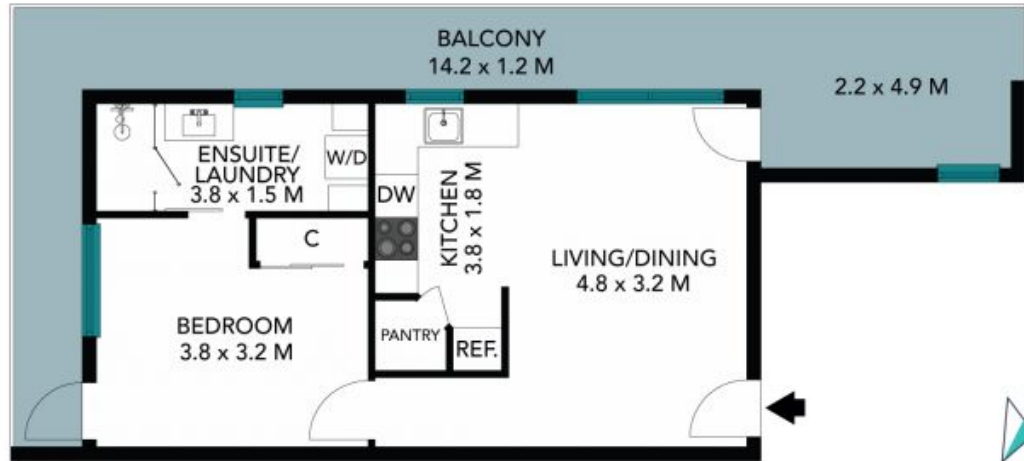 BALCONY
14.2 x 1.2 M
2.2 x 4.9 M
ENSUITE/
LAUNDRY
3.8 x 1.5 M
W/D
DW
KITCHEN
3.8 x 1.8 M
C
LIVING/DINING
4.8 x 3.2 M
BEDROOM
3.8 x 3.2 M
PANTRY
REF.